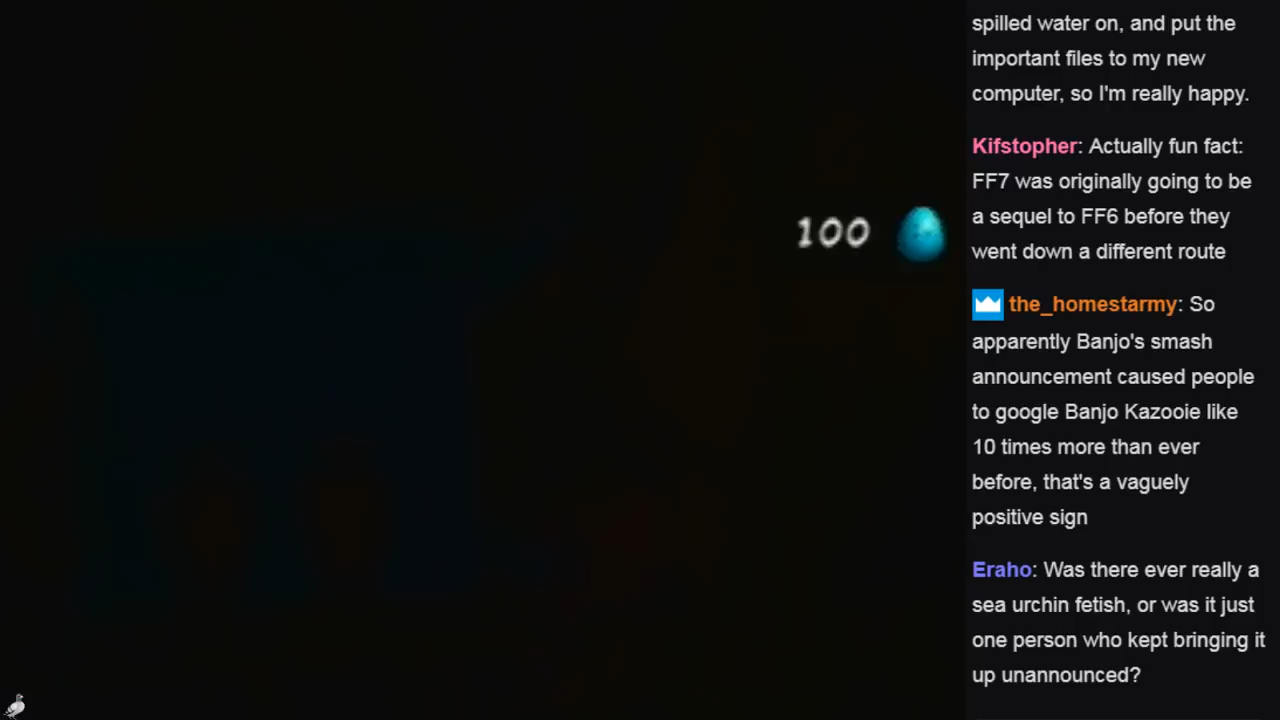 spilled water on, and put the
important files to my new
computer, so I'm really happy.
Kifstopher: Actually fun fact:
FF7 was originally going to be
a sequel to FF6 before they
went down a different route
the_homestarmy: So
apparently Banjo's smash
announcement caused people
to google Banjo Kazooie like
10 times more than ever
before, that's a vaguely
positive sign
Eraho: Was there ever really a
sea urchin fetish, or was it just
one person who kept bringing it
up unannounced?
100